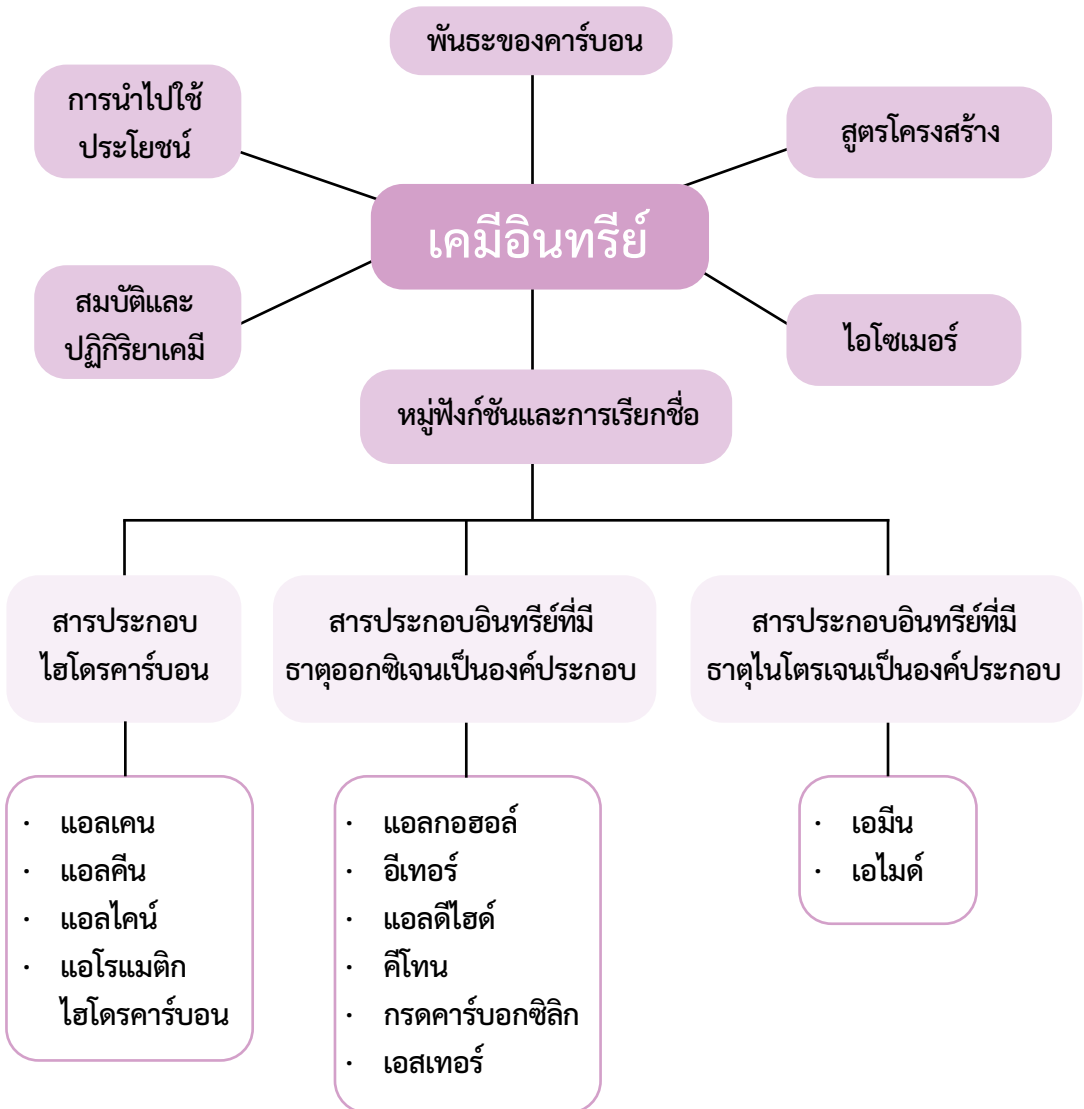 พันธะของคาร์บอน
การนำไปใช้
ประโยชน์
สูตรโครงสร้าง
เคมีอินทรีย์
สมบัติและ
ปฏิกิริยาเคมี
ไอโซเมอร์
หมู่ฟังก์ชันและการเรียกชื่อ
สารประกอบ
ไฮโดรคาร์บอน
สารประกอบอินทรีย์ที่มี
ธาตุออกซิเจนเป็นองค์ประกอบ
สารประกอบอินทรีย์ที่มี
ธาตุไนโตรเจนเป็นองค์ประกอบ
· แอลเคน
· แอลคีน
· แอลไคน์
· แอโรแมติก
ไฮโดรคาร์บอน
· แอลกอฮอล์
· อีเทอร์
· แอลดีไฮด์
· คีโทน
· กรดคาร์บอกซิลิก
· เอสเทอร์
· เอมีน
· เอไมด์